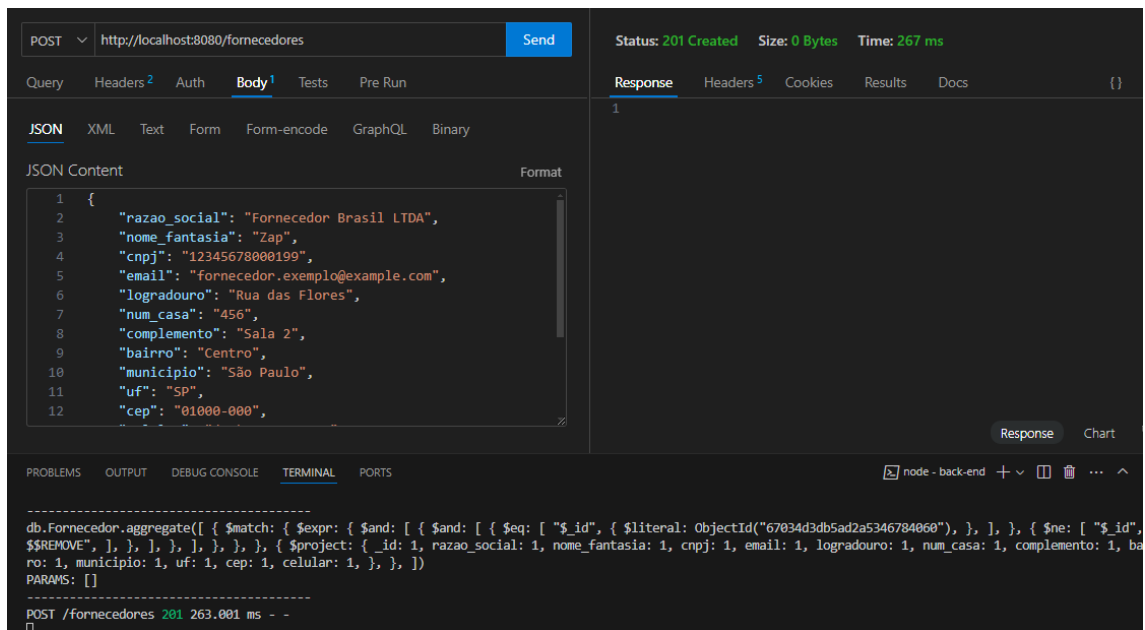 POST http://localhost:8080/fornecedores Send
Query Headers 2 Auth Body 1 Tests Pre Run
JSON XML Text Form Form-encode GraphQL Binary
JSON Content Format
1 {
2 "razao_social": "Fornecedor Brasil LTDA",
3 "nome_fantasia": "Zap",
4 "cnpj": "12345678000199",
5 "email": "fornecedor.exemplo@example.com",
6 "logradouro": "Rua das Flores",
7 "num_casa": "456",
8 "complemento": "Sala 2",
9 "bairro": "Centro",
10 "municipio": "São Paulo",
11 "uf": "SP",
12 "cep": "01000-000",
Status: 201 Created Size: 0 Bytes Time: 267 ms
Response Headers 5 Cookies Results Docs {}
1
Response Chart
PROBLEMS OUTPUT DEBUG CONSOLE TERMINAL PORTS node - back-end
----------------------------------------
db.Fornecedor.aggregate([ { $match: { $expr: { $and: [ { $and: [ { $eq: [ "$_id", { $literal: ObjectId("67034d3db5ad2a5346784060"), }, ], }, { $ne: [ "$_id",
$$REMOVE", ], }, ], }, ], }, }, }, { $project: { _id: 1, razao_social: 1, nome_fantasia: 1, cnpj: 1, email: 1, logradouro: 1, num_casa: 1, complemento: 1, ba
ro: 1, municipio: 1, uf: 1, cep: 1, celular: 1, }, }, ])
PARAMS: []
----------------------------------------
POST /fornecedores 201 263.001 ms - -